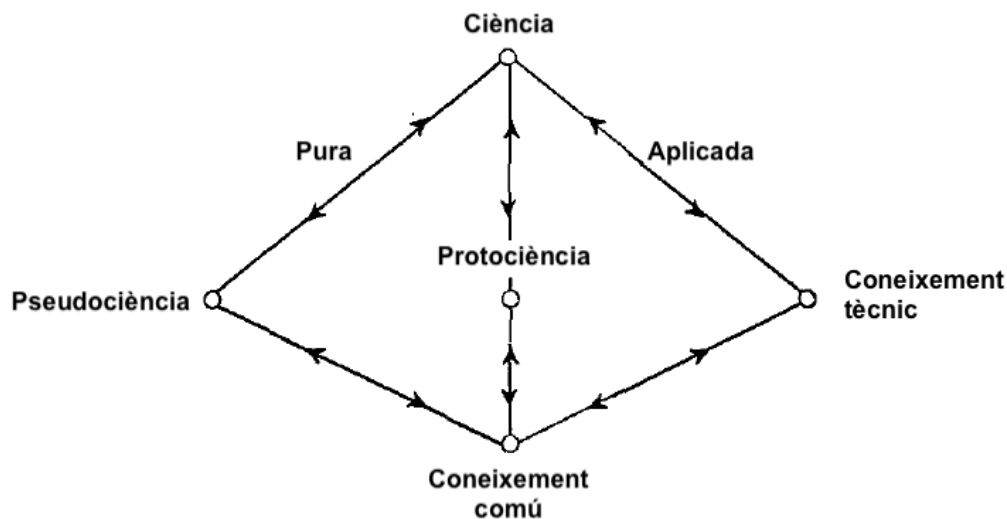 Ciència
Pura
Aplicada
Protociència
Pseudociència
Coneixement
tècnic
Coneixement
comú